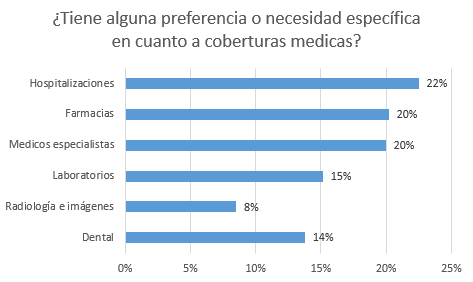 ¿Tiene alguna preferencia o necesidad específica
en cuanto a coberturas medicas?
Hospitalizaciones 22%
Farmacias 20%
Medicos especialistas 20%
Laboratorios 15%
Radiología e imágenes 8%
Dental 14%
0% 5% 10% 15% 20% 25%